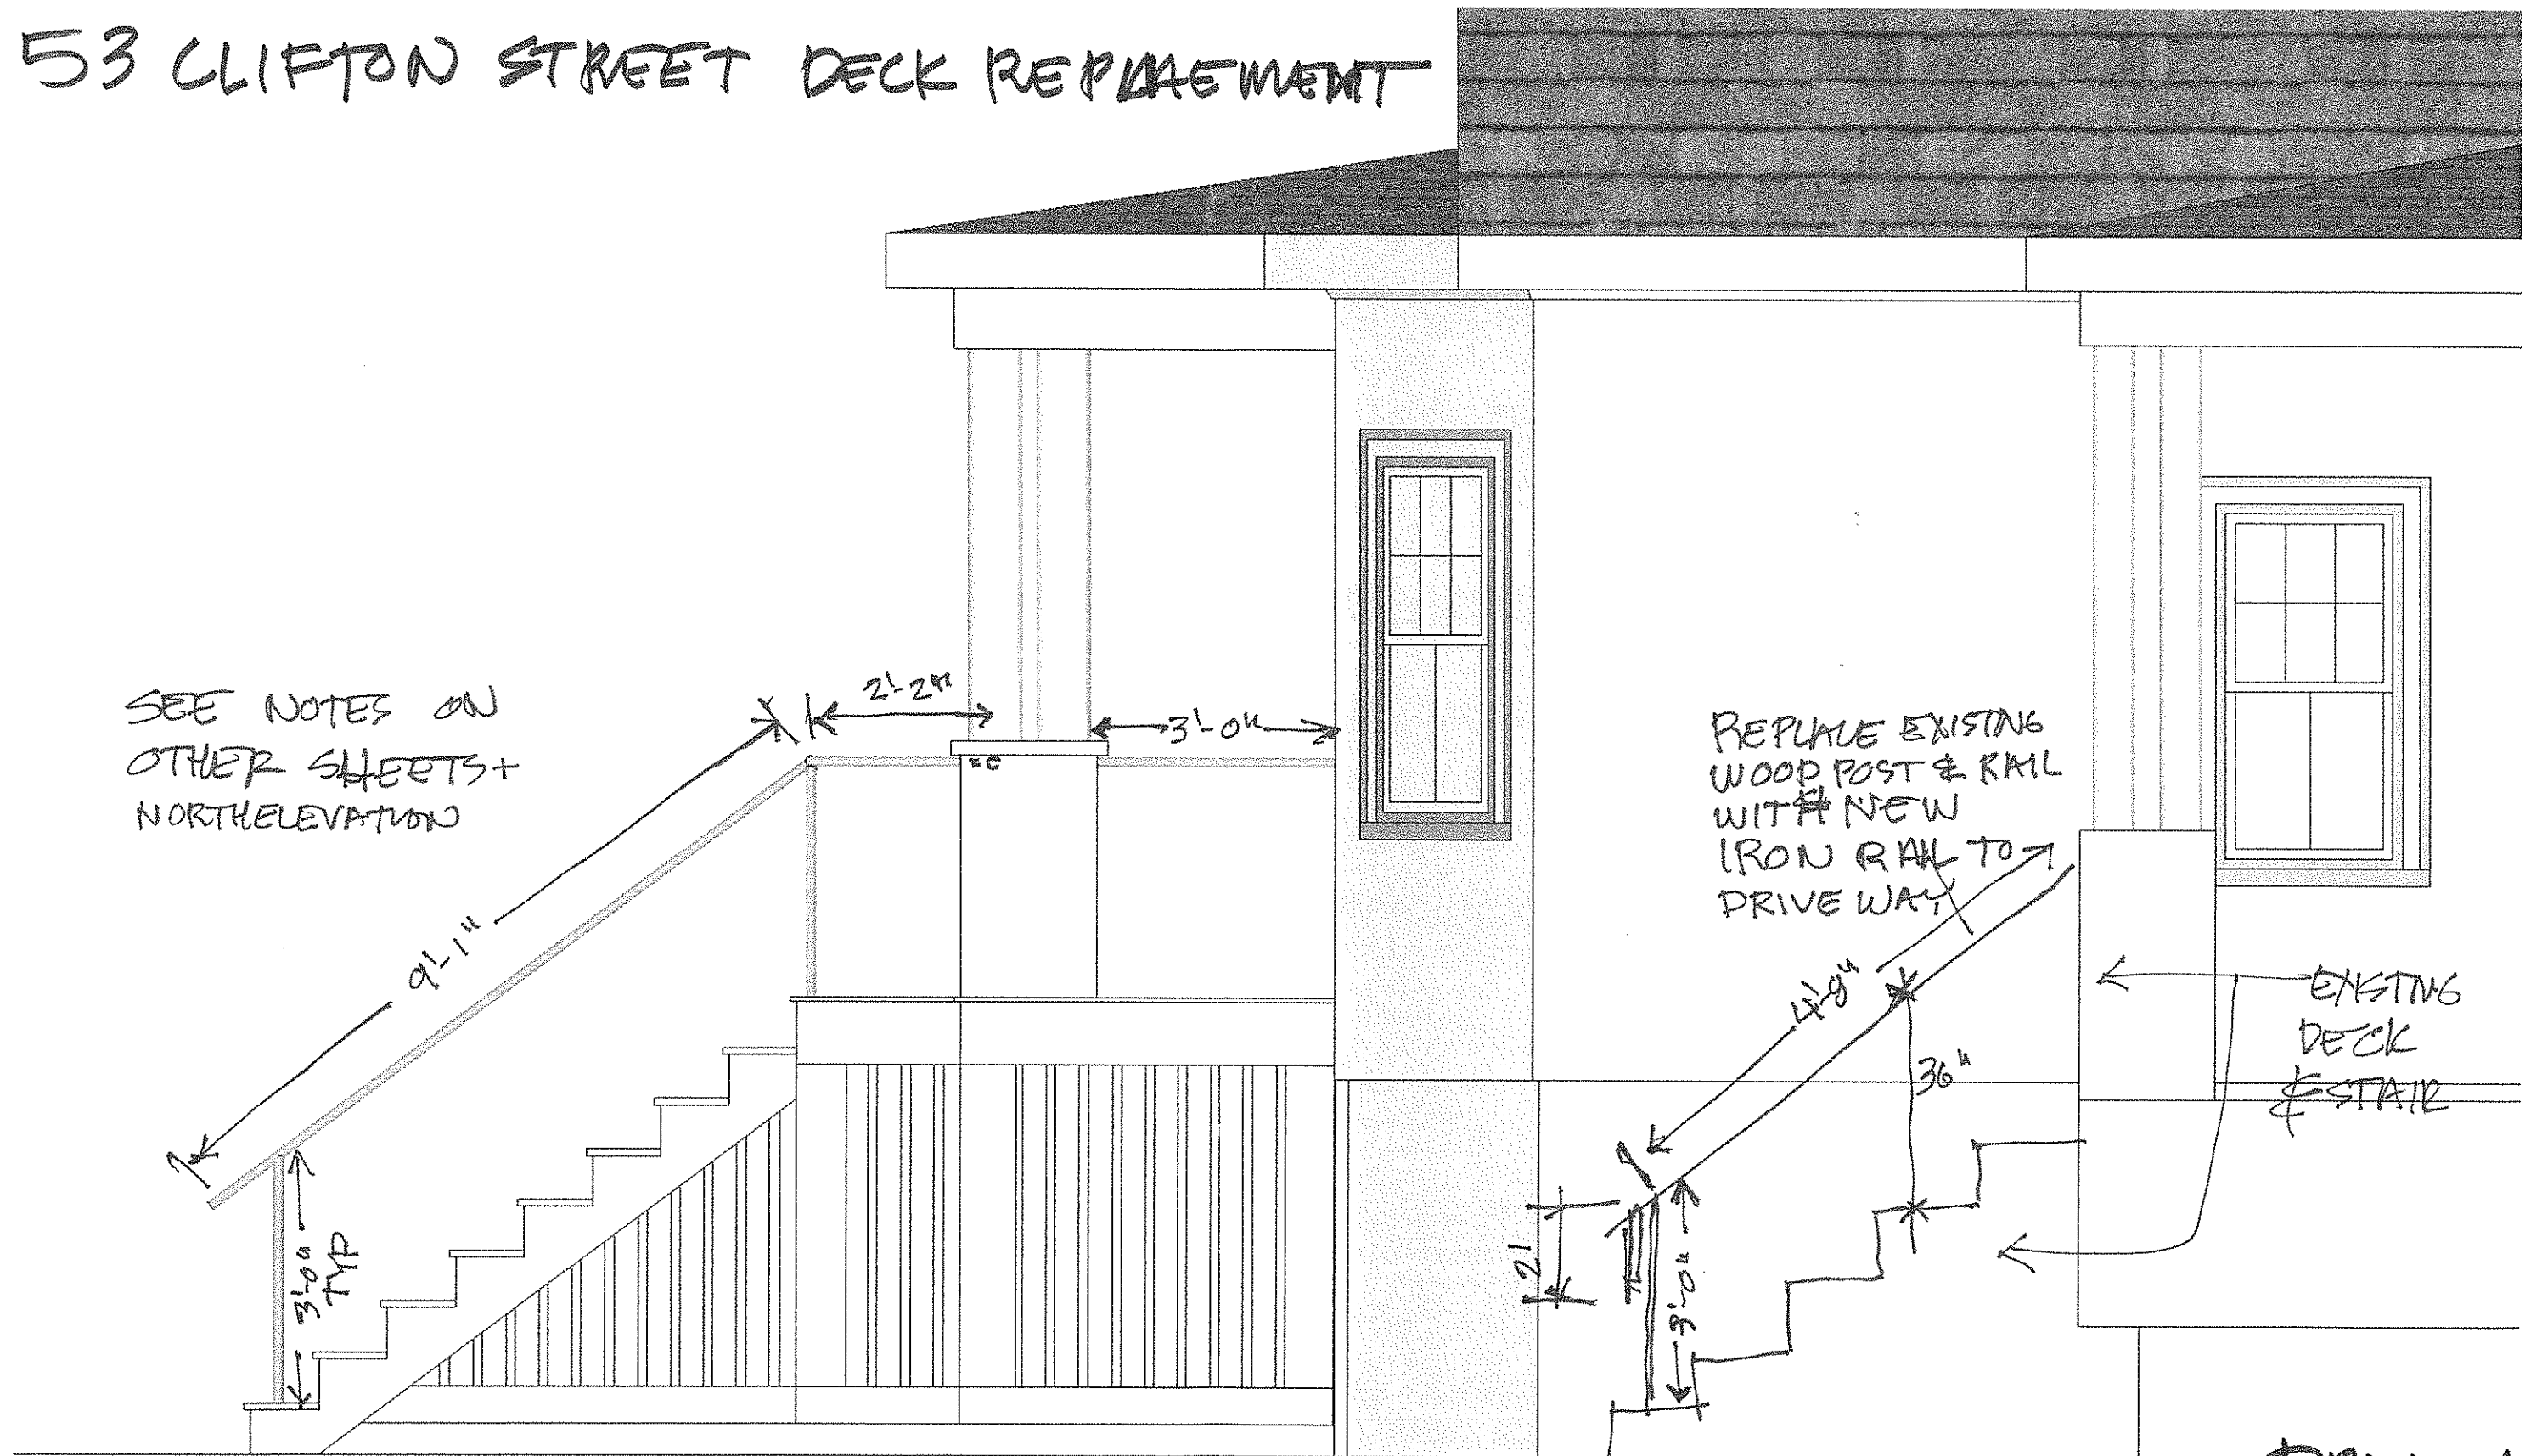 53 CLIFTON STREET DECK REPLAEMENT
SEE NOTES ON
OTHER SHEETS+
NORTH ELEVATION
9'-1"
2'-2"
3'-0"
3'-0"
TYP
REPLACE EXISTING
WOOD POST & RAIL
WITH NEW
IRON RAIL TO
DRIVEWAY
4'-8"
36"
2'
3'-0"
EXISTING
DECK
& STAIR